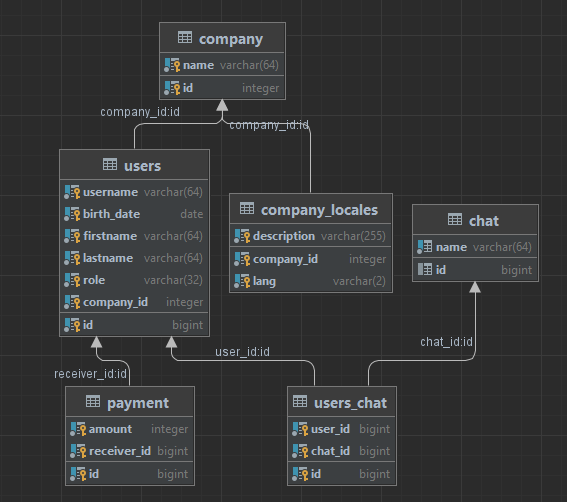 company
name varchar(64)
id integer
company_id:id
company_id:id
users
username varchar(64)
birth_date date
firstname varchar(64)
lastname varchar(64)
role varchar(32)
company_id integer
id bigint
company_locales
description varchar(255)
company_id integer
lang varchar(2)
chat
name varchar(64)
id bigint
receiver_id:id
user_id:id
chat_id:id
payment
amount integer
receiver_id bigint
id bigint
users_chat
user_id bigint
chat_id bigint
id bigint